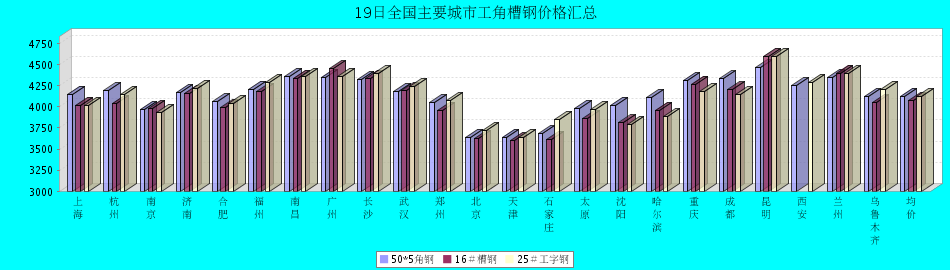 19日全国主要城市工角槽钢价格汇总
4750
4500
4250
4000
3750
3500
3250
3000
上海
杭州
南京
济南
合肥
福州
南昌
广州
长沙
武汉
郑州
北京
天津
石家庄
太原
沈阳
哈尔滨
重庆
成都
昆明
西安
兰州
乌鲁木齐
均价
50*5角钢
16＃槽钢
25＃工字钢